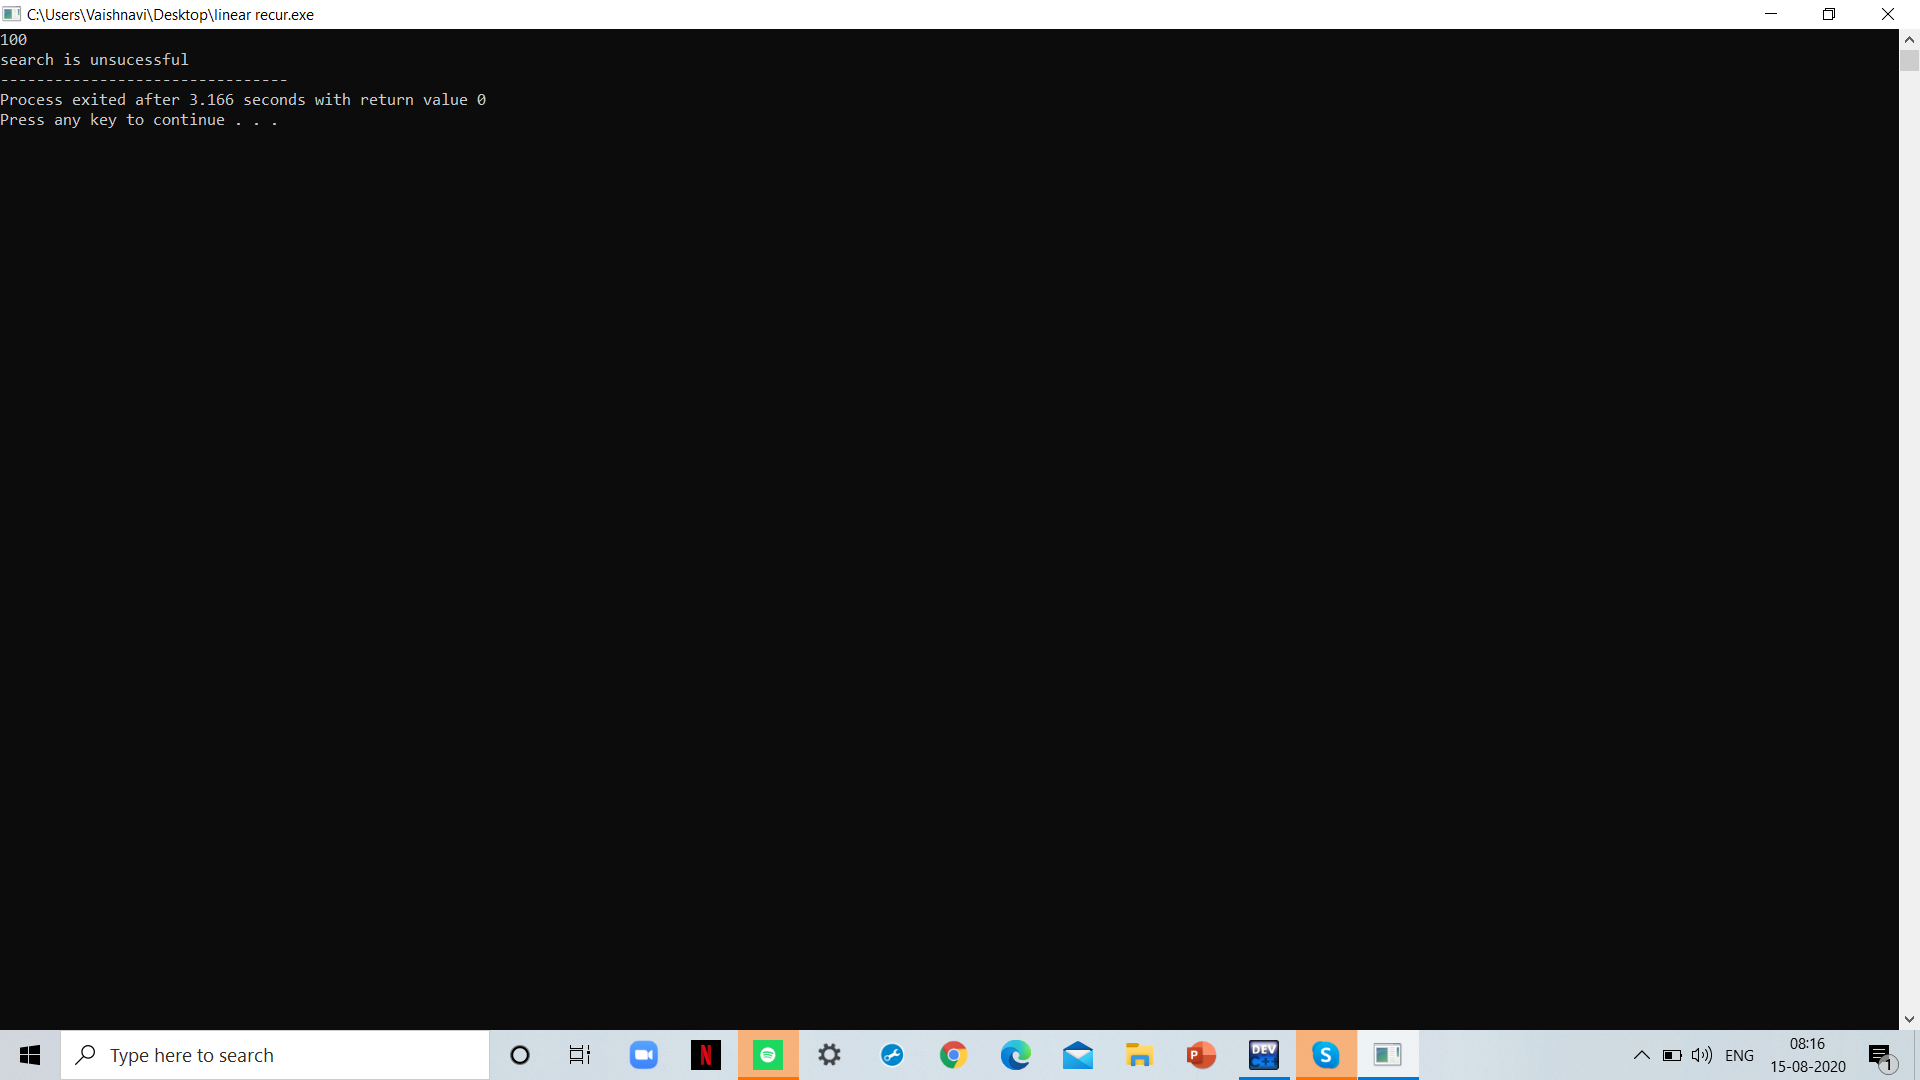 C:\Users\Vaishnavi\Desktop\linear recur.exe
100
search is unsucessful
--------------------------------
Process exited after 3.166 seconds with return value 0
Press any key to continue . . .
Type here to search
N
P
DEV
C++
S
ENG
08:16
15-08-2020
1